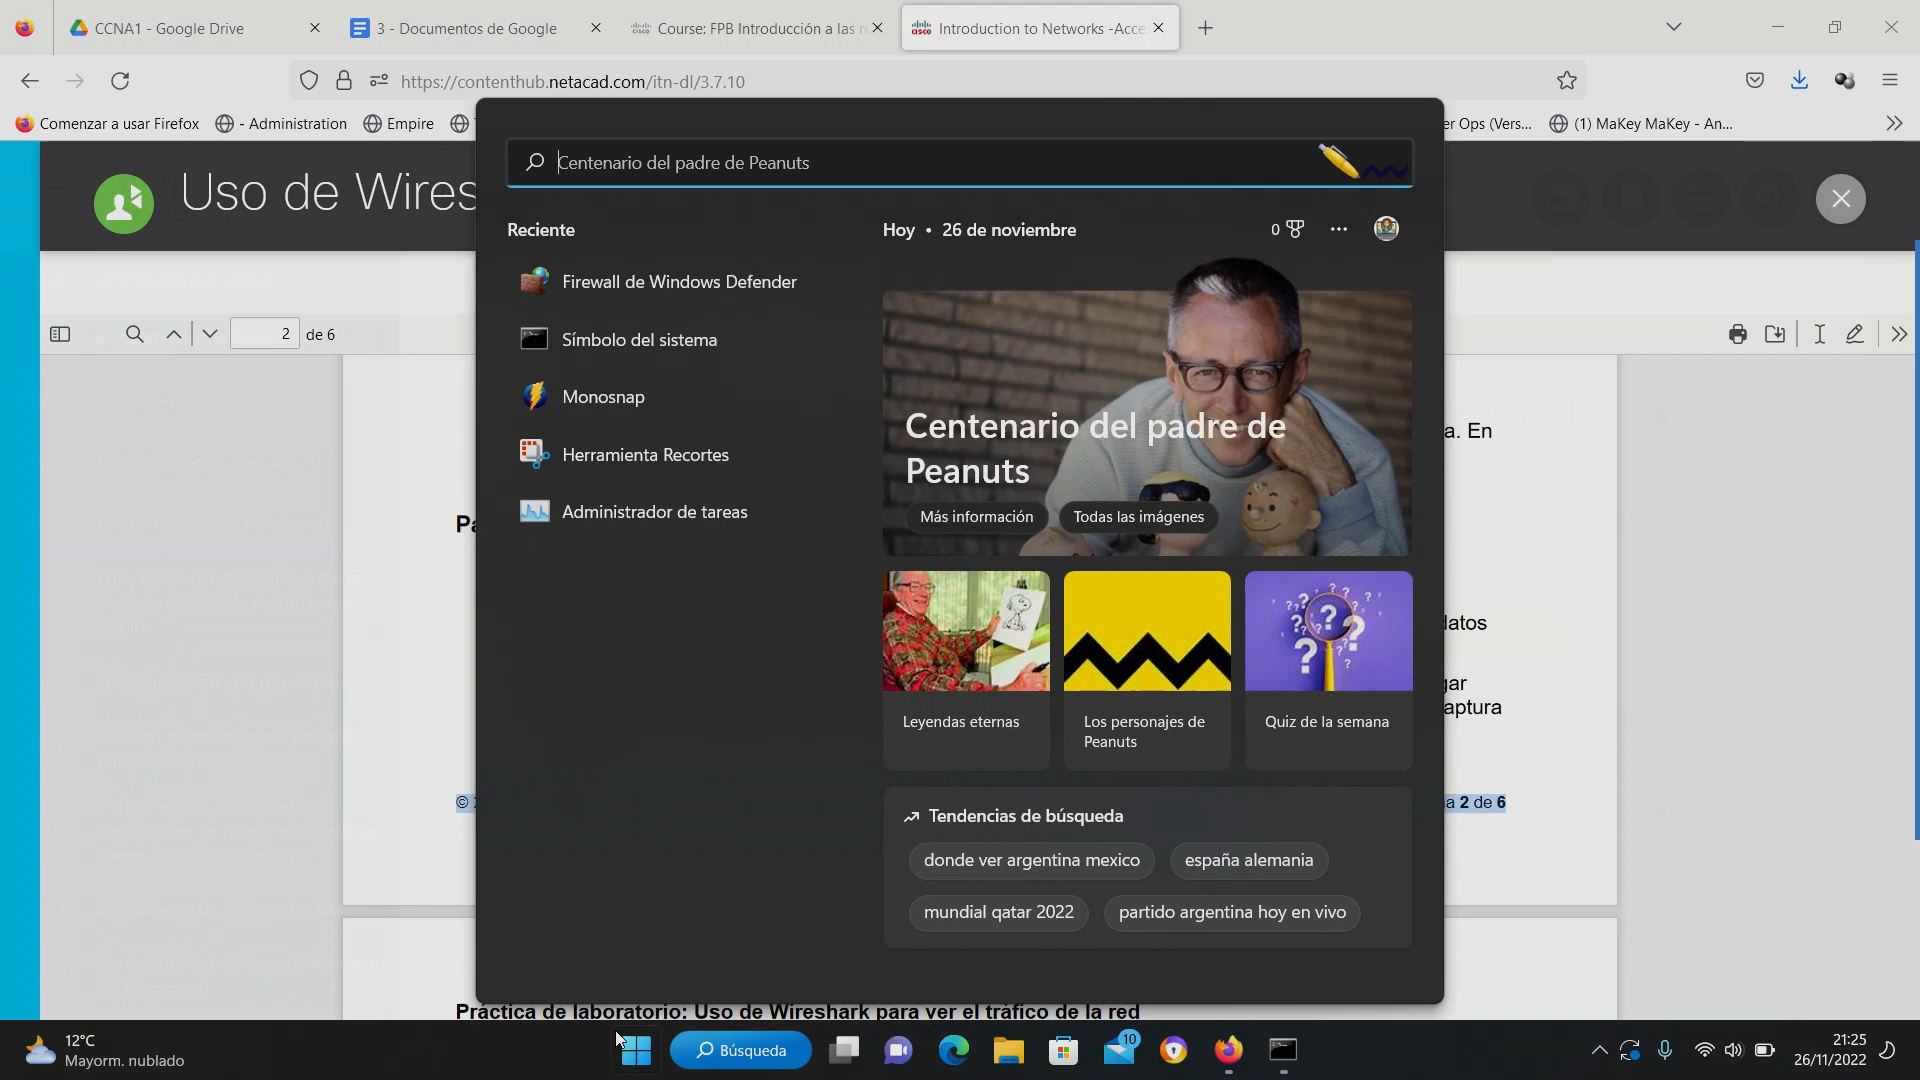 CCNA1 - Google Drive
3 - Documentos de Google
Course: FPB Introducción a las r
Introduction to Networks -Acce
https://contenthub.netacad.com/itn-dl/3.7.10
Comenzar a usar Firefox
- Administration
Empire
er Ops (Vers...
(1) MaKey MaKey - An...
Uso de Wires
Centenario del padre de Peanuts
Reciente
Firewall de Windows Defender
Símbolo del sistema
Monosnap
Herramienta Recortes
Administrador de tareas
Hoy • 26 de noviembre
0
Centenario del padre de
Peanuts
Más información
Todas las imágenes
Leyendas eternas
Los personajes de
Peanuts
Quiz de la semana
Tendencias de búsqueda
donde ver argentina mexico
españa alemania
mundial qatar 2022
partido argentina hoy en vivo
2 de 6
a. En
Pa
datos
gar
aptura
©
a 2 de 6
Práctica de laboratorio: Uso de Wireshark para ver el tráfico de la red
12°C
Mayorm. nublado
Búsqueda
10
21:25
26/11/2022